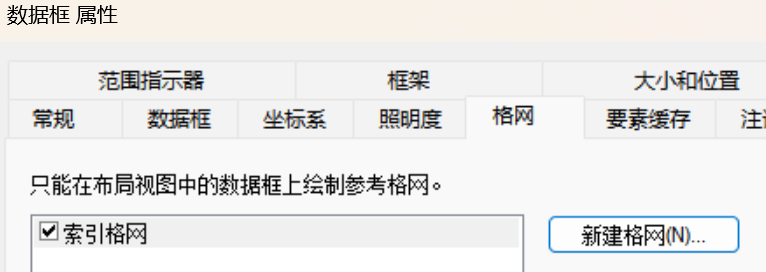 数据框 属性
范围指示器 框架 大小和位置
常规 数据框 坐标系 照明度 格网 要素缓存 注
只能在布局视图中的数据框上绘制参考格网。
索引格网 新建格网(N)...